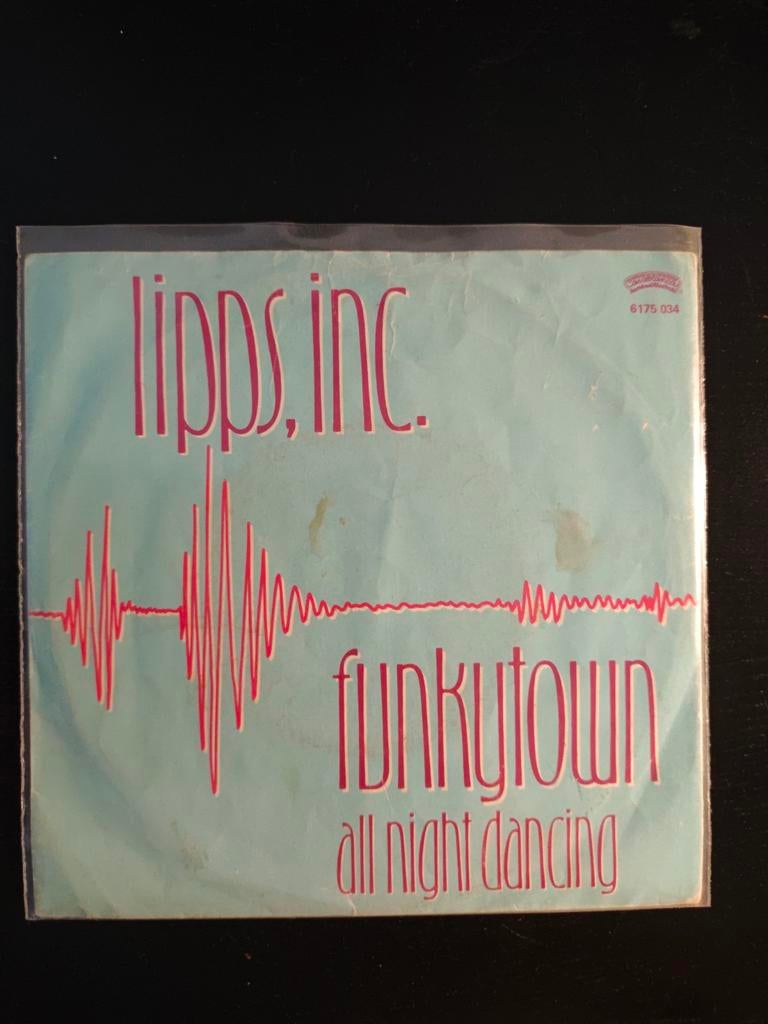 lipps, inc.
6175 034
funkytown
all night dancing